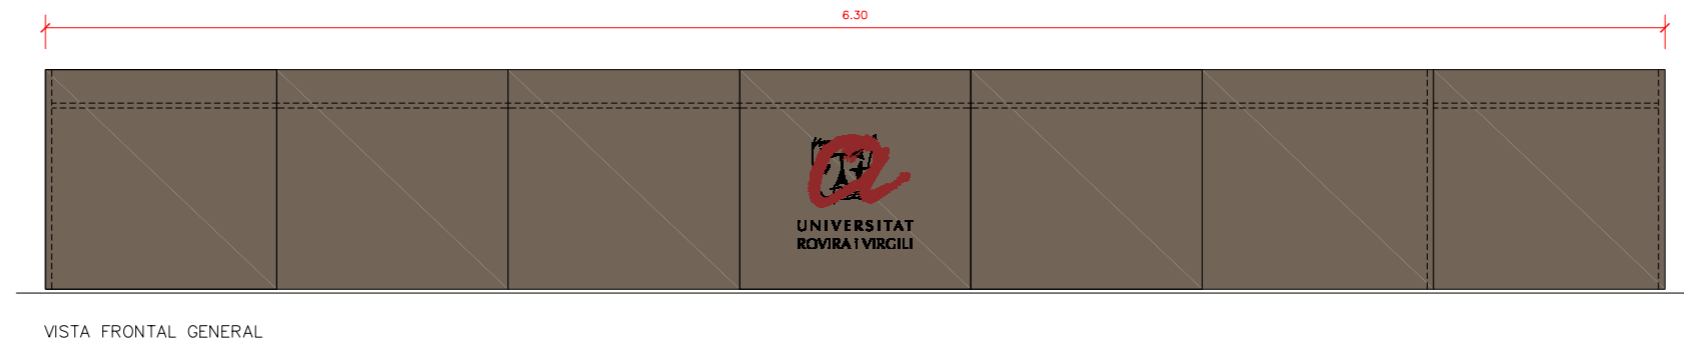 6.30
UNIVERSITAT
ROVIRA I VIRGILI
VISTA FRONTAL GENERAL